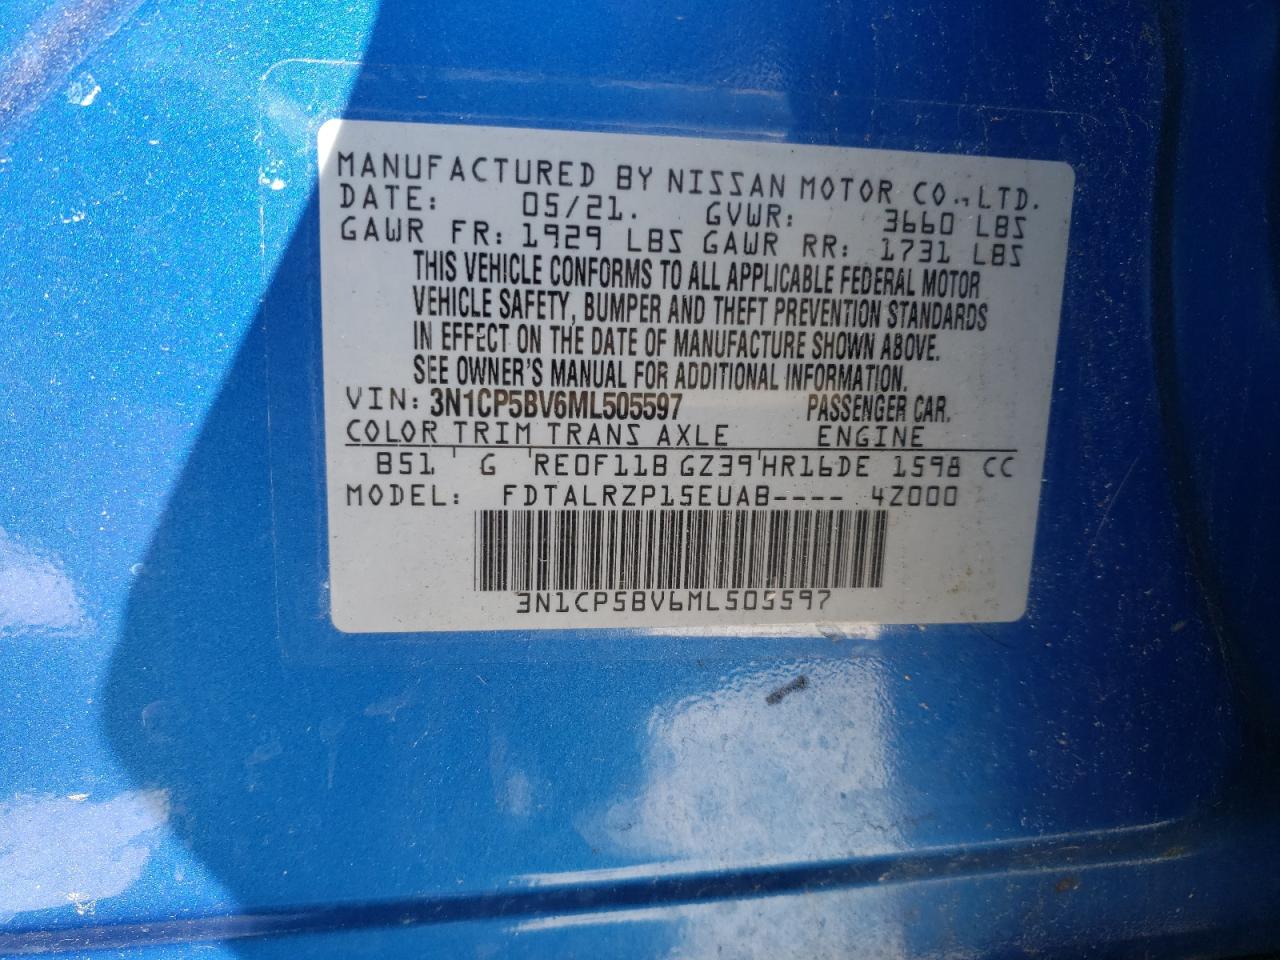 MANUFACTURED BY NISSAN MOTOR CO.,LTD.
DATE: 05/21. GVWR: 3660 LBS
GAWR FR: 1929 LBS GAWR RR: 1731 LBS
THIS VEHICLE CONFORMS TO ALL APPLICABLE FEDERAL MOTOR
VEHICLE SAFETY, BUMPER AND THEFT PREVENTION STANDARDS
IN EFFECT ON THE DATE OF MANUFACTURE SHOWN ABOVE.
SEE OWNER'S MANUAL FOR ADDITIONAL INFORMATION.
VIN: 3N1CP5BV6ML505597 PASSENGER CAR.
COLOR TRIM TRANS AXLE ENGINE
B51 ' G 'RE0F11B GZ39'HR16DE 1598 CC
MODEL: FDTALRZP15EUAB---- 4Z000
3N1CP5BV6ML505597